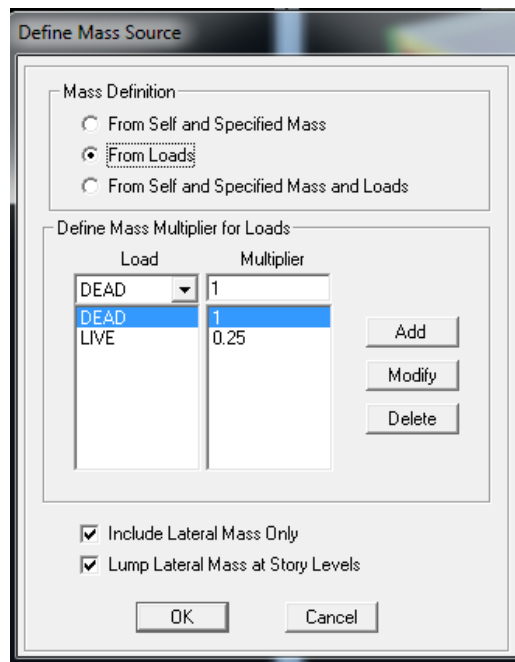 Define Mass Source
Mass Definition
From Self and Specified Mass
From Loads
From Self and Specified Mass and Loads
Define Mass Multiplier for Loads
Load Multiplier
DEAD 1
DEAD 1
LIVE 0.25
Add
Modify
Delete
Include Lateral Mass Only
Lump Lateral Mass at Story Levels
OK Cancel